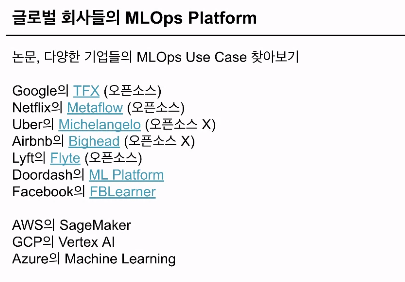 글로벌 회사들의 MLOps Platform
논문, 다양한 기업들의 MLOps Use Case 찾아보기
Google의 TFX (오픈소스)
Netflix의 Metaflow (오픈소스)
Uber의 Michelangelo (오픈소스 X)
Airbnb의 Bighead (오픈소스 X)
Lyft의 Flyte (오픈소스)
Doordash의 ML Platform
Facebook의 FBLearner
AWS의 SageMaker
GCP의 Vertex AI
Azure의 Machine Learning